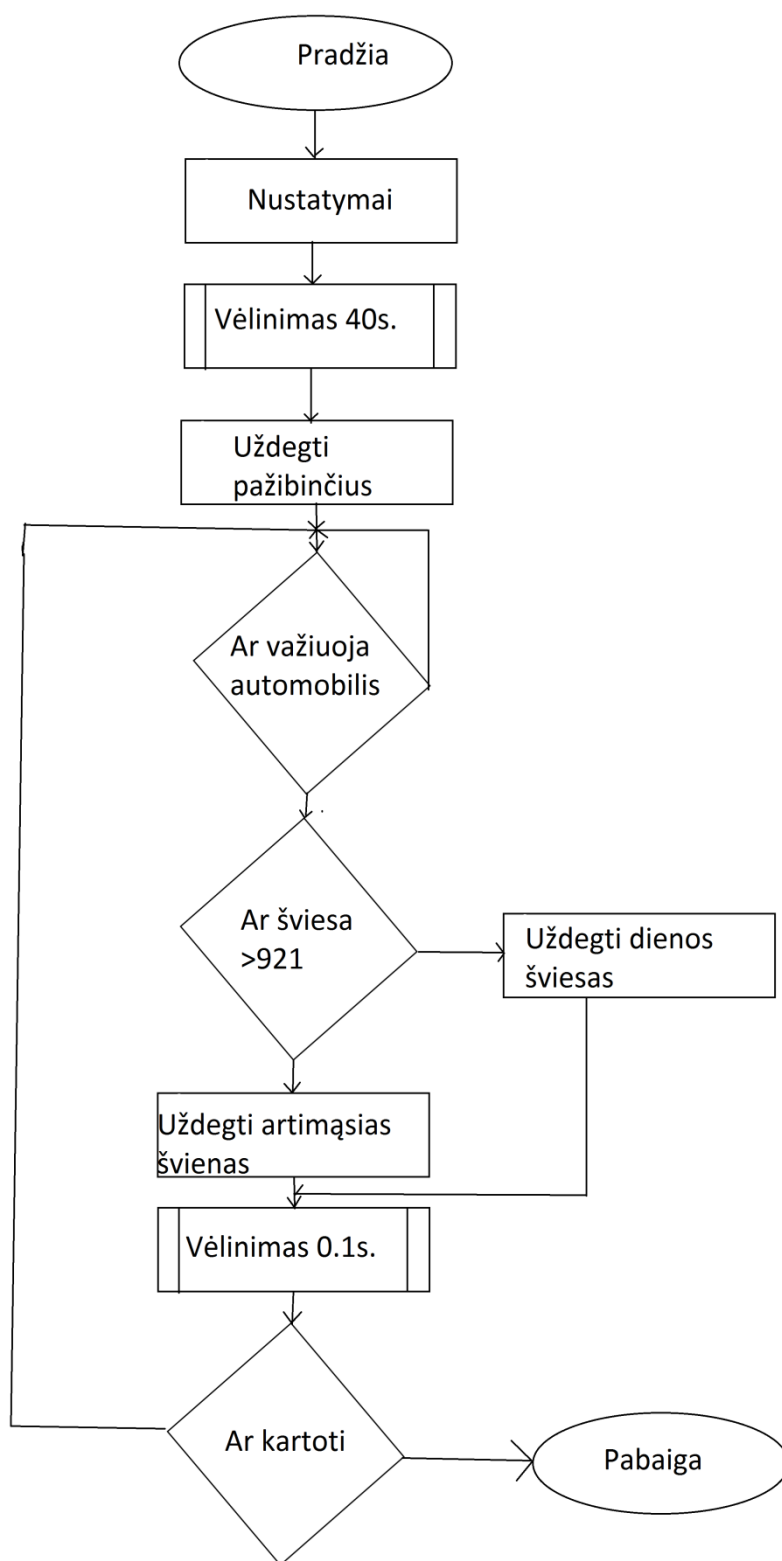 Pradžia
Nustatymai
Vėlinimas 40s.
Uždegti
pažibinčius
Ar važiuoja
automobilis
Ar šviesa
>921
Uždegti dienos
šviesas
Uždegti artimąsias
švienas
Vėlinimas 0.1s.
Ar kartoti
Pabaiga